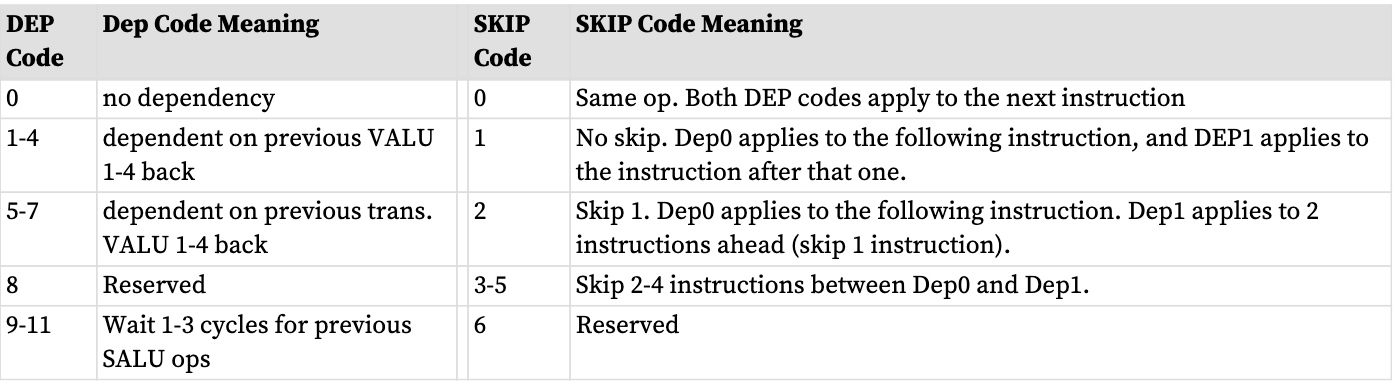 DEP Code Dep Code Meaning SKIP Code SKIP Code Meaning
0 no dependency 0 Same op. Both DEP codes apply to the next instruction
1-4 dependent on previous VALU 1-4 back 1 No skip. Dep0 applies to the following instruction, and DEP1 applies to the instruction after that one.
5-7 dependent on previous trans. VALU 1-4 back 2 Skip 1. Dep0 applies to the following instruction. Dep1 applies to 2 instructions ahead (skip 1 instruction).
8 Reserved 3-5 Skip 2-4 instructions between Dep0 and Dep1.
9-11 Wait 1-3 cycles for previous SALU ops 6 Reserved